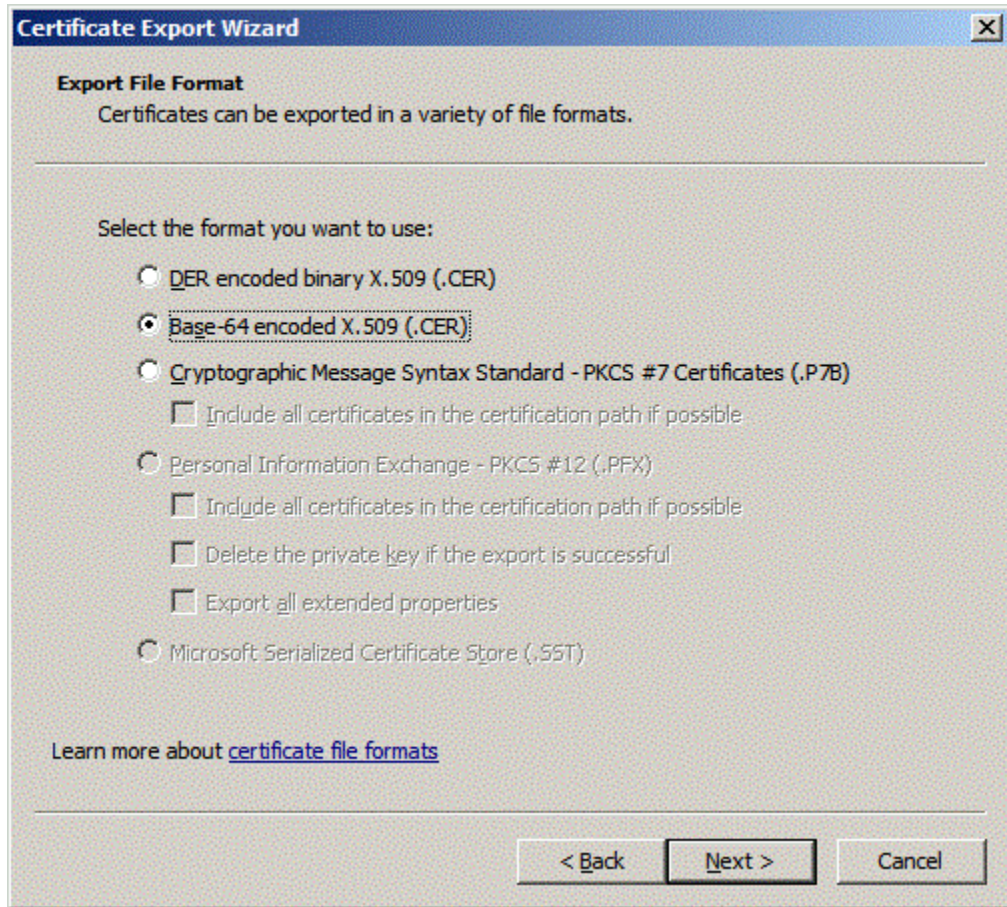 Certificate Export Wizard
Export File Format
Certificates can be exported in a variety of file formats.
Select the format you want to use:
DER encoded binary X.509 (.CER)
Base-64 encoded X.509 (.CER)
Cryptographic Message Syntax Standard - PKCS #7 Certificates (.P7B)
Include all certificates in the certification path if possible
Personal Information Exchange - PKCS #12 (.PFX)
Include all certificates in the certification path if possible
Delete the private key if the export is successful
Export all extended properties
Microsoft Serialized Certificate Store (.SST)
Learn more about certificate file formats
< Back Next > Cancel